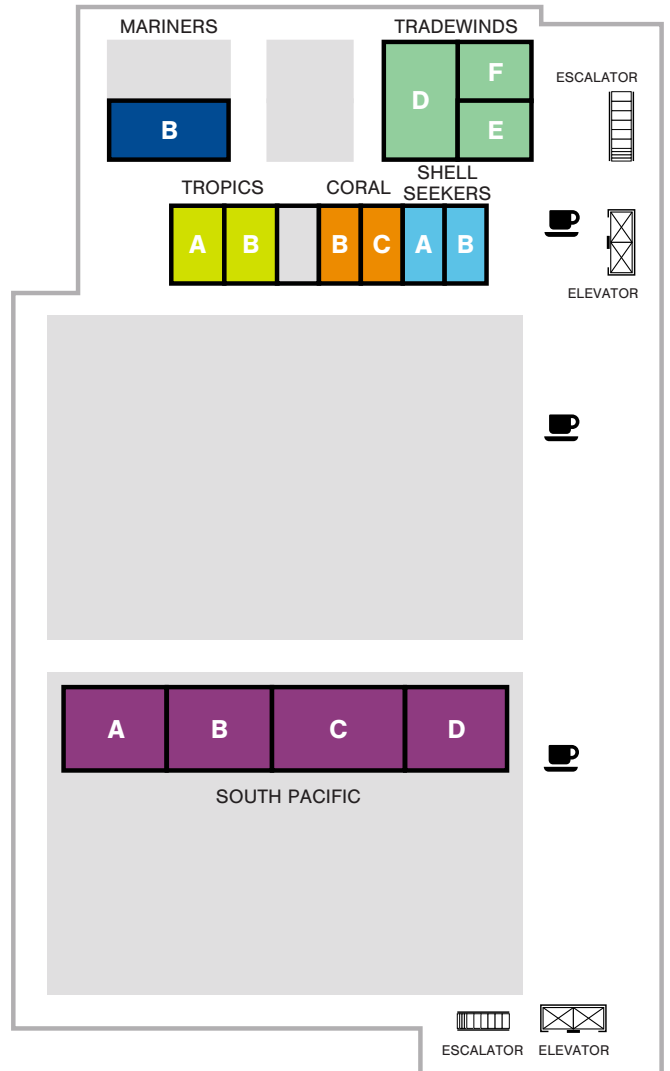 MARINERS
TRADEWINDS
B
D
F
E
ESCALATOR
TROPICS
CORAL
SHELL
SEEKERS
A
B
B
C
A
B
ELEVATOR
A
B
C
D
SOUTH PACIFIC
ESCALATOR
ELEVATOR